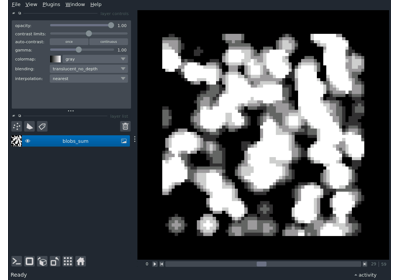 File View Plugins Window Help
opacity: 1.00
contrast limits:
auto-contrast: once continuous
gamma: 1.00
colormap: gray
blending: translucent_no_depth
interpolation: nearest
blobs_sum
Ready
activity